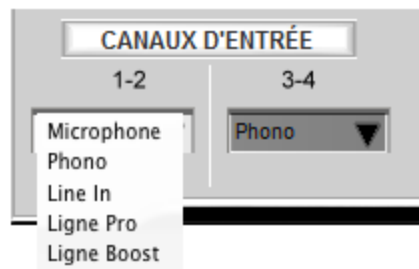 CANAUX D'ENTRÉE
1-2 3-4
Microphone Phono
Phono
Line In
Ligne Pro
Ligne Boost